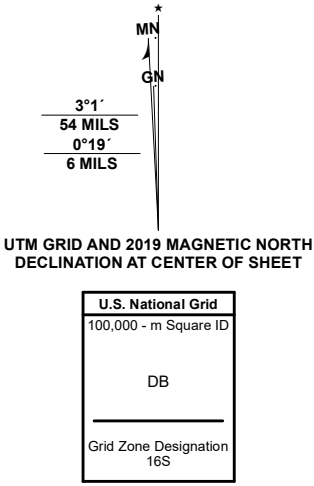 MN
GN
3°1´
54 MILS
0°19´
6 MILS
UTM GRID AND 2019 MAGNETIC NORTH
DECLINATION AT CENTER OF SHEET
U.S. National Grid
100,000 - m Square ID
DB
Grid Zone Designation
16S